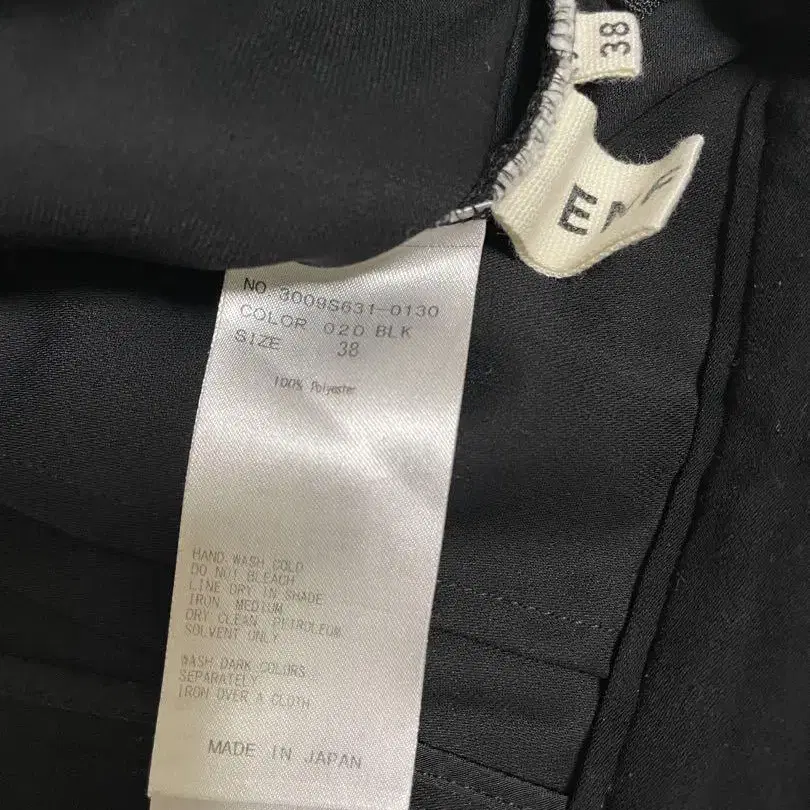 38
NO 3009S631-0130
COLOR 020 BLK
SIZE 38
100% Polyester
HAND WASH COLD
DO NOT BLEACH
LINE DRY IN SHADE
IRON MEDIUM
DRY CLEAN, PETROLEUM
SOLVENT ONLY
WASH DARK COLORS
SEPARATELY
IRON OVER A CLOTH
MADE IN JAPAN